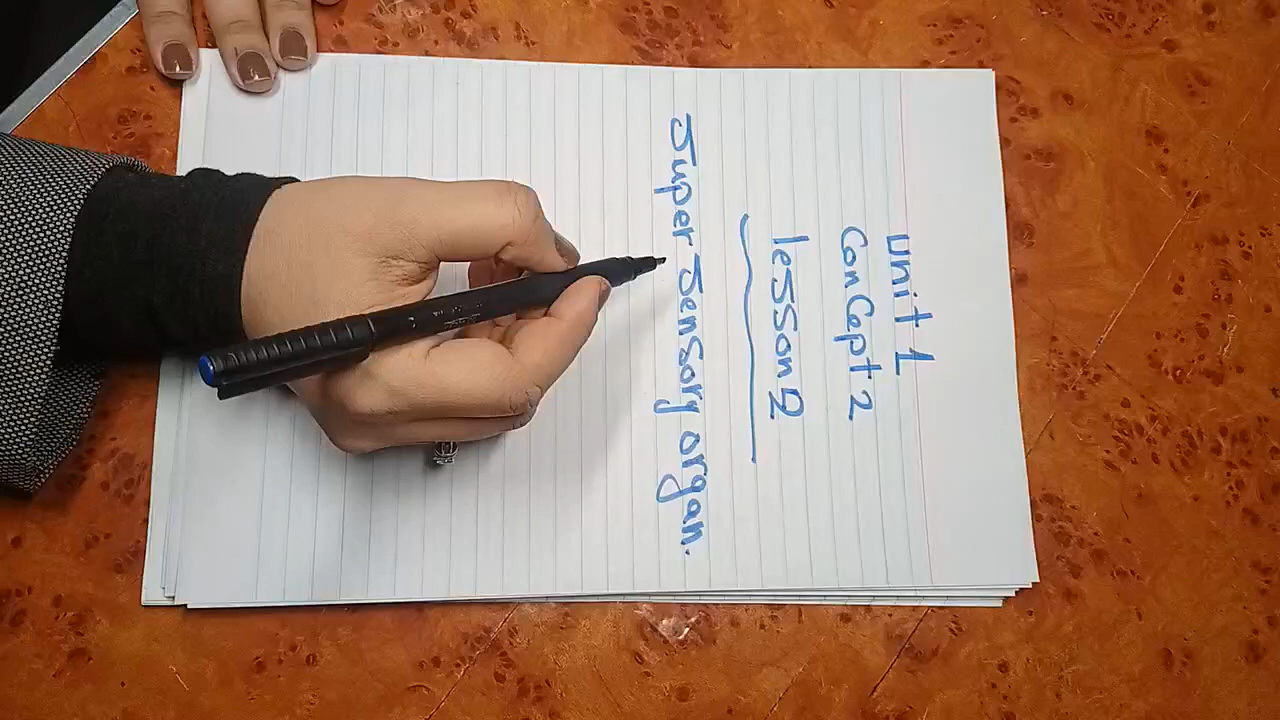 unit 1
ConCept 2
lesson 2
Super Sensory organ.